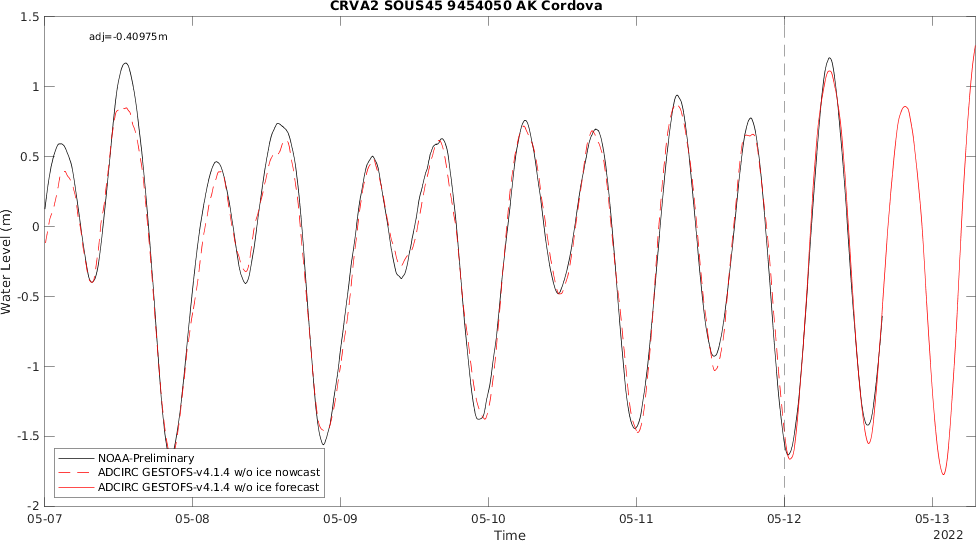 CRVA2 SOUS45 9454050 AK Cordova
adj=-0.40975m
1.5
1
0.5
0
-0.5
-1
-1.5
-2
Water Level (m)
NOAA-Preliminary
ADCIRC GESTOFS-v4.1.4 w/o ice nowcast
ADCIRC GESTOFS-v4.1.4 w/o ice forecast
05-07 05-08 05-09 05-10 05-11 05-12 05-13
Time
2022